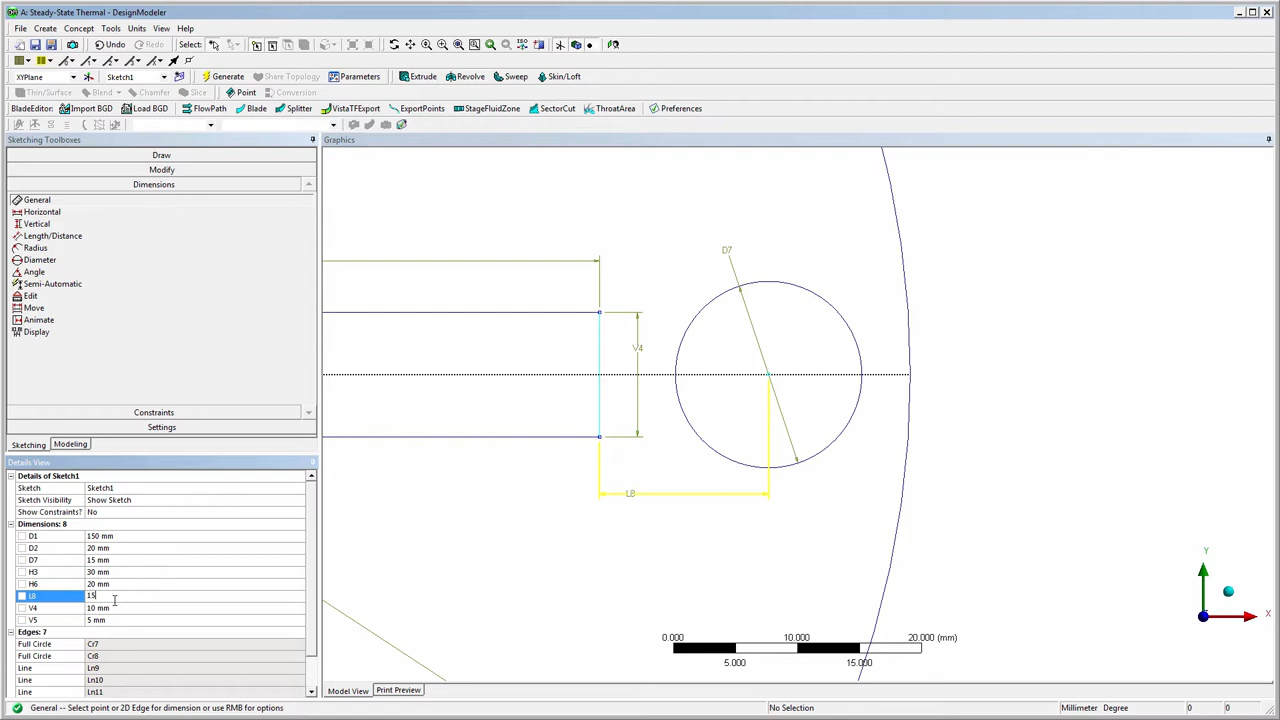 A: Steady-State Thermal - DesignModeler
File Create Concept Tools Units View Help
Undo Redo Select:
XYPlane Sketch1 Generate Share Topology Parameters Extrude Revolve Sweep Skin/Loft
Thin/Surface Blend Chamfer Slice Point Conversion
BladeEditor: Import BGD Load BGD FlowPath Blade Splitter VistaTFExport ExportPoints StageFluidZone SectorCut ThroatArea Preferences
Sketching Toolboxes
Graphics
Draw
Modify
Dimensions
General
Horizontal
Vertical
Length/Distance
Radius
Diameter
Angle
Semi-Automatic
Edit
Move
Animate
Display
Constraints
Settings
Sketching Modeling
Details View
Details of Sketch1
Sketch Sketch1
Sketch Visibility Show Sketch
Show Constraints? No
Dimensions: 8
D1 150 mm
D2 20 mm
D7 15 mm
H3 30 mm
H6 20 mm
L8 15
V4 10 mm
V5 5 mm
Edges: 7
Full Circle Cr7
Full Circle Cr8
Line Ln9
Line Ln10
Line Ln11
D7
V4
L8
Y
X
0.000 10.000 20.000 (mm)
5.000 15.000
Model View Print Preview
General -- Select point or 2D Edge for dimension or use RMB for options No Selection Millimeter Degree 0 0